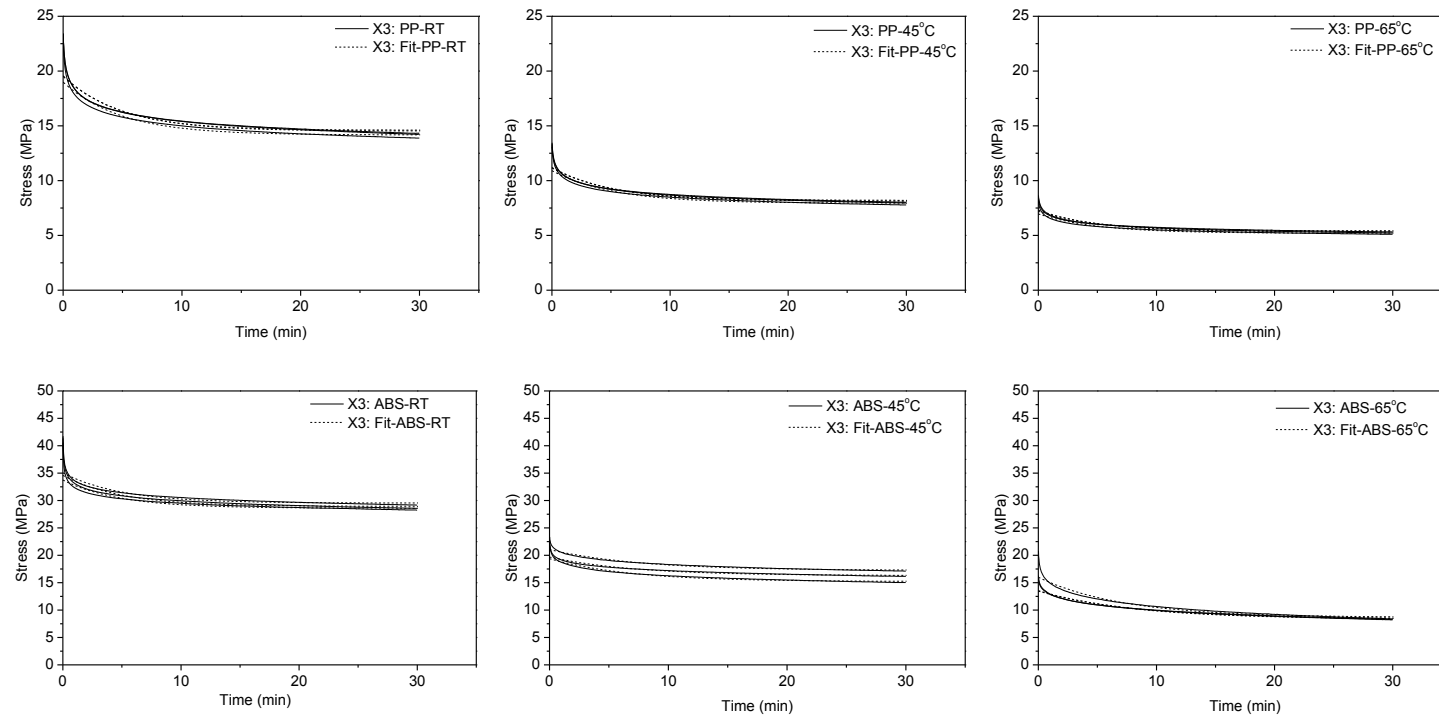 25
20
15
10
5
0
Stress (MPa)
X3: PP-RT
X3: Fit-PP-RT
0 10 20 30
Time (min)
25
20
15
10
5
0
Stress (MPa)
X3: PP-45°C
X3: Fit-PP-45°C
0 10 20 30
Time (min)
25
20
15
10
5
0
Stress (MPa)
X3: PP-65°C
X3: Fit-PP-65°C
0 10 20 30
Time (min)
50
45
40
35
30
25
20
15
10
5
0
Stress (MPa)
X3: ABS-RT
X3: Fit-ABS-RT
0 10 20 30
Time (min)
50
45
40
35
30
25
20
15
10
5
0
Stress (MPa)
X3: ABS-45°C
X3: Fit-ABS-45°C
0 10 20 30
Time (min)
50
45
40
35
30
25
20
15
10
5
0
Stress (MPa)
X3: ABS-65°C
X3: Fit-ABS-65°C
0 10 20 30
Time (min)